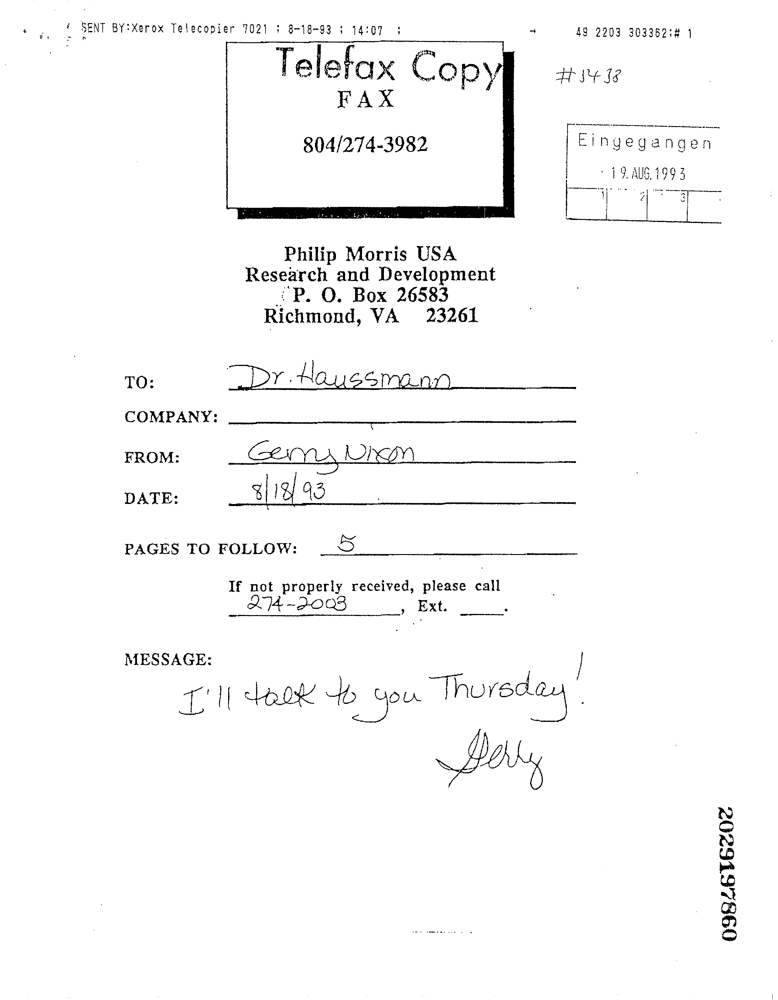 SENT BY:Xerox Telecopier 7021 ; 8-18-93 ; 14:07 ; → 49 2203 303362;# 1
Telefax Copy
FAX
804/274-3982
#3438
Eingegangen
19. AUG. 1993
1 2 3
Philip Morris USA
Research and Development
P. O. Box 26583
Richmond, VA 23261
TO: Dr. Haussmann
COMPANY:
FROM: Gerry Nixon
DATE: 8/18/93
PAGES TO FOLLOW: 5
If not properly received, please call
274-2003, Ext. ____.
MESSAGE:
I'll talk to you Thursday!
Gerry
2029197860